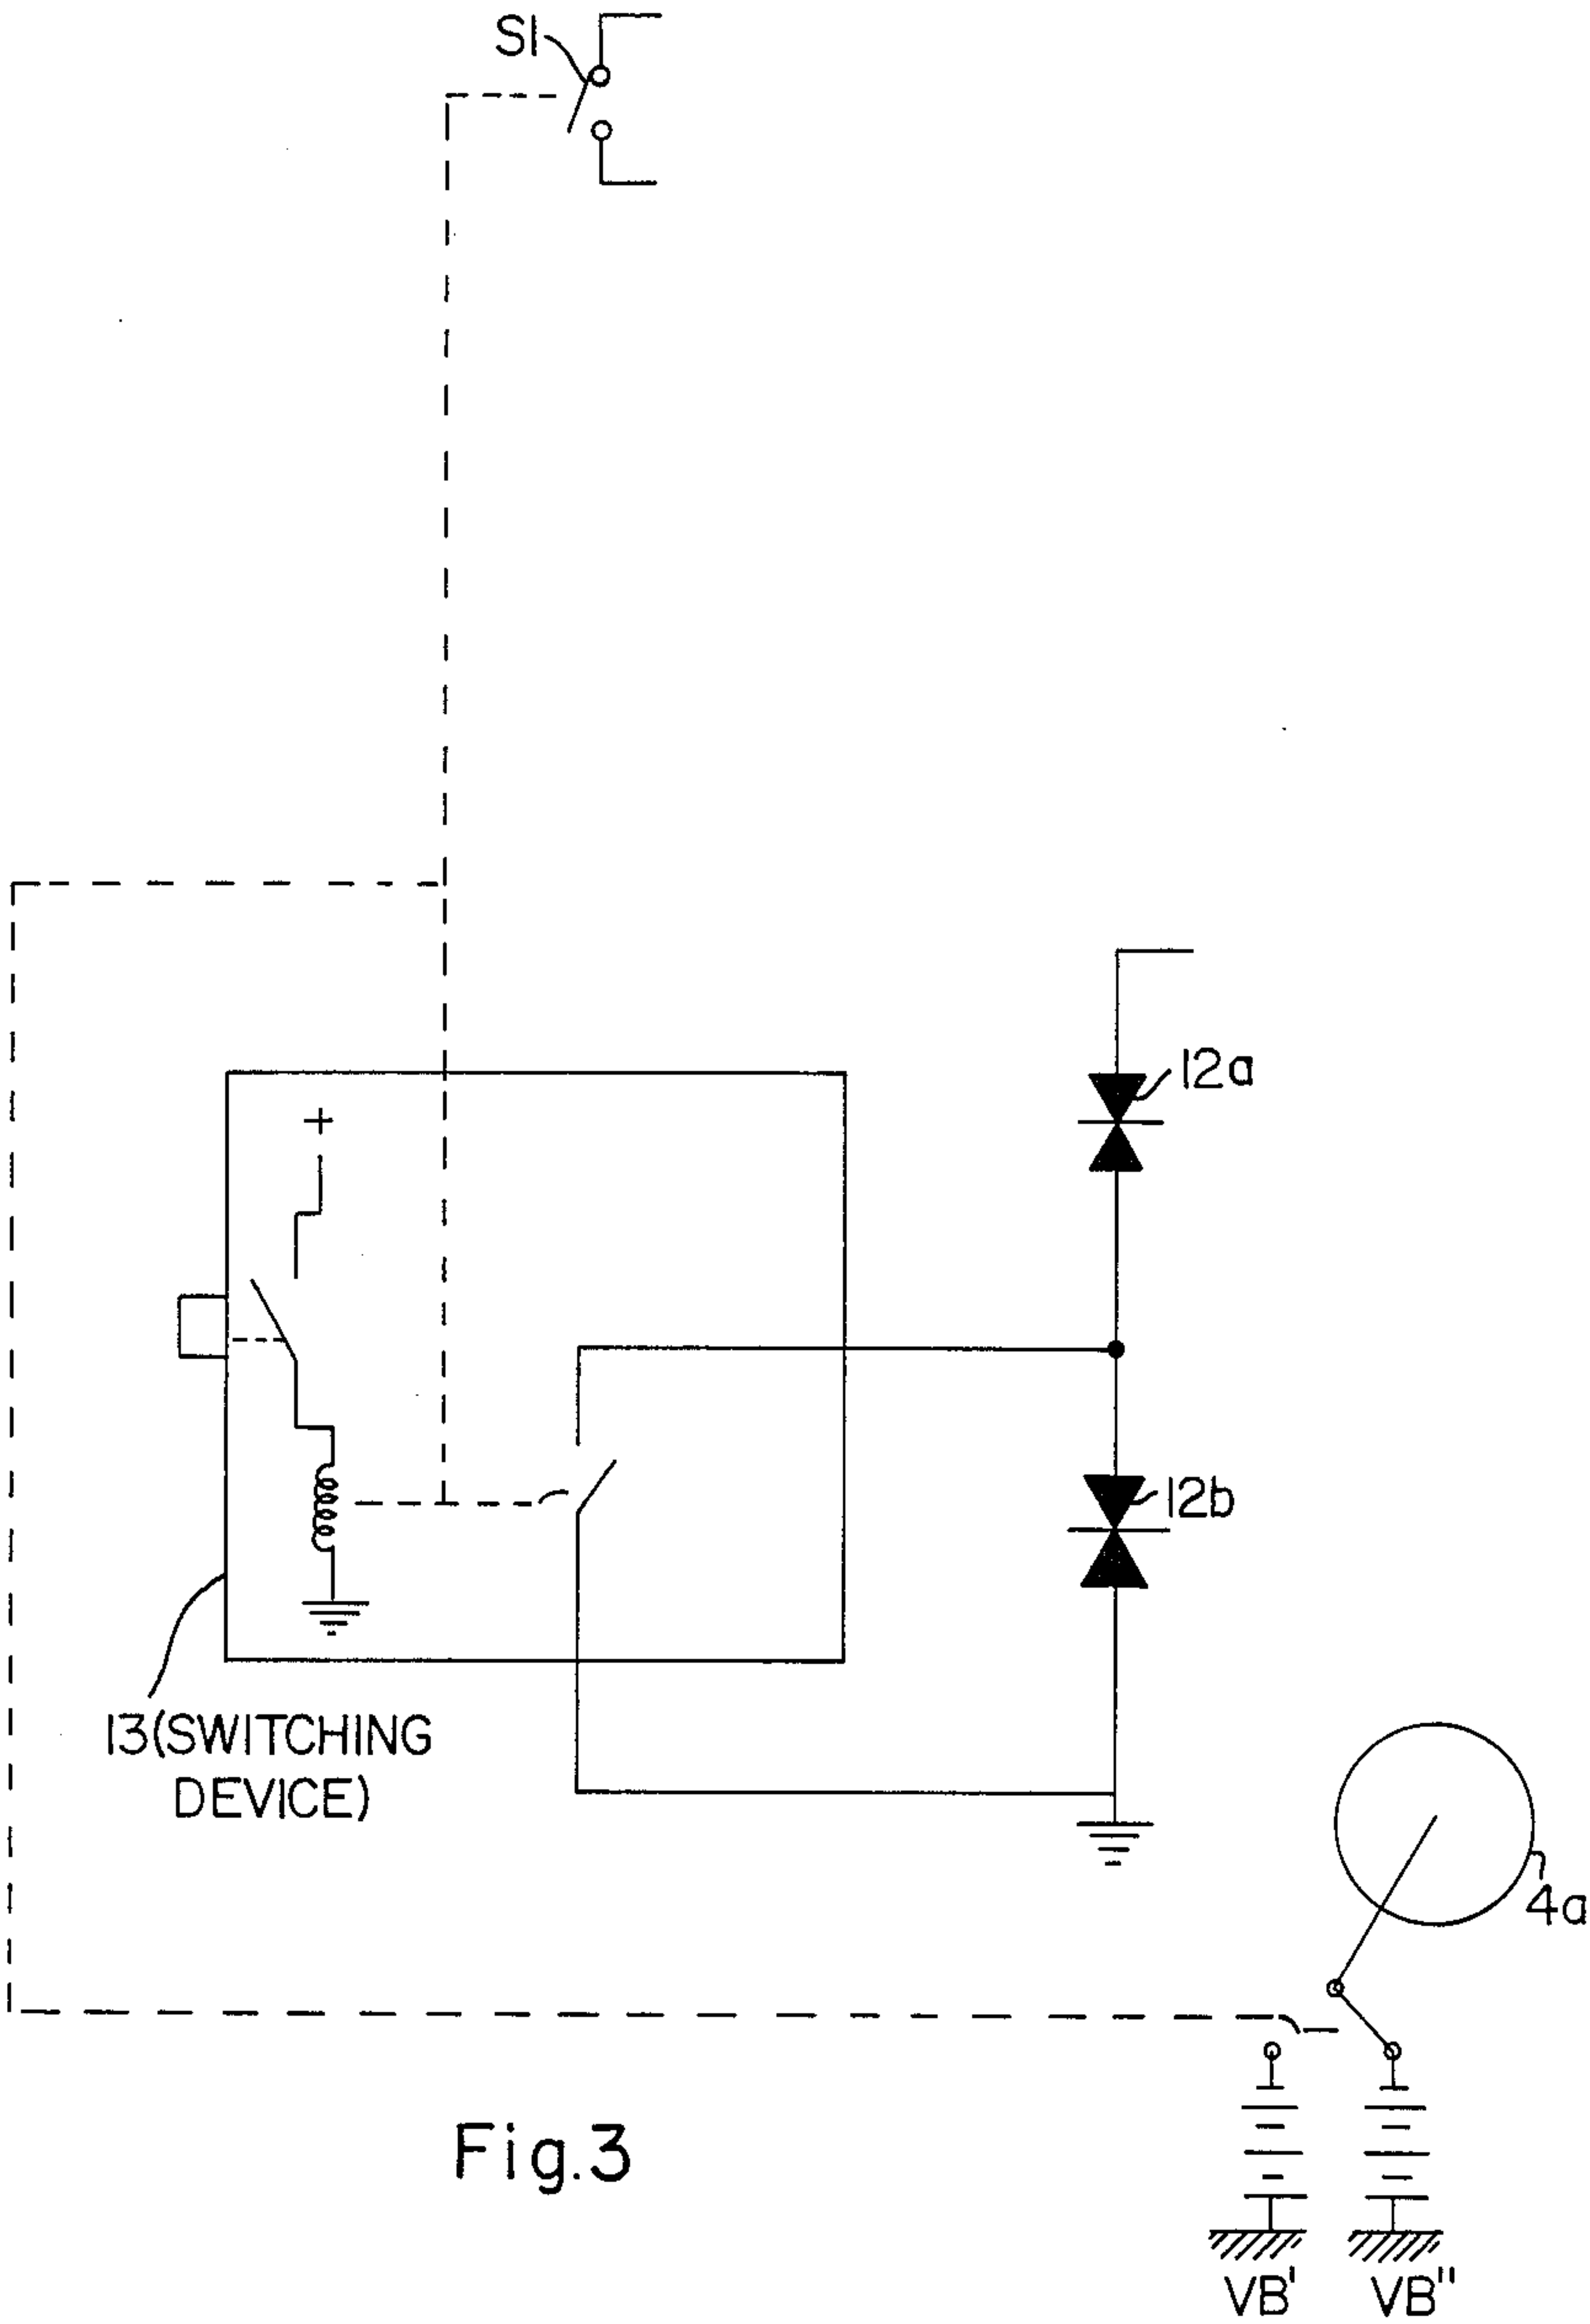 S1
12a
+
12b
13(SWITCHING
DEVICE)
4a
Fig.3
VB' VB"